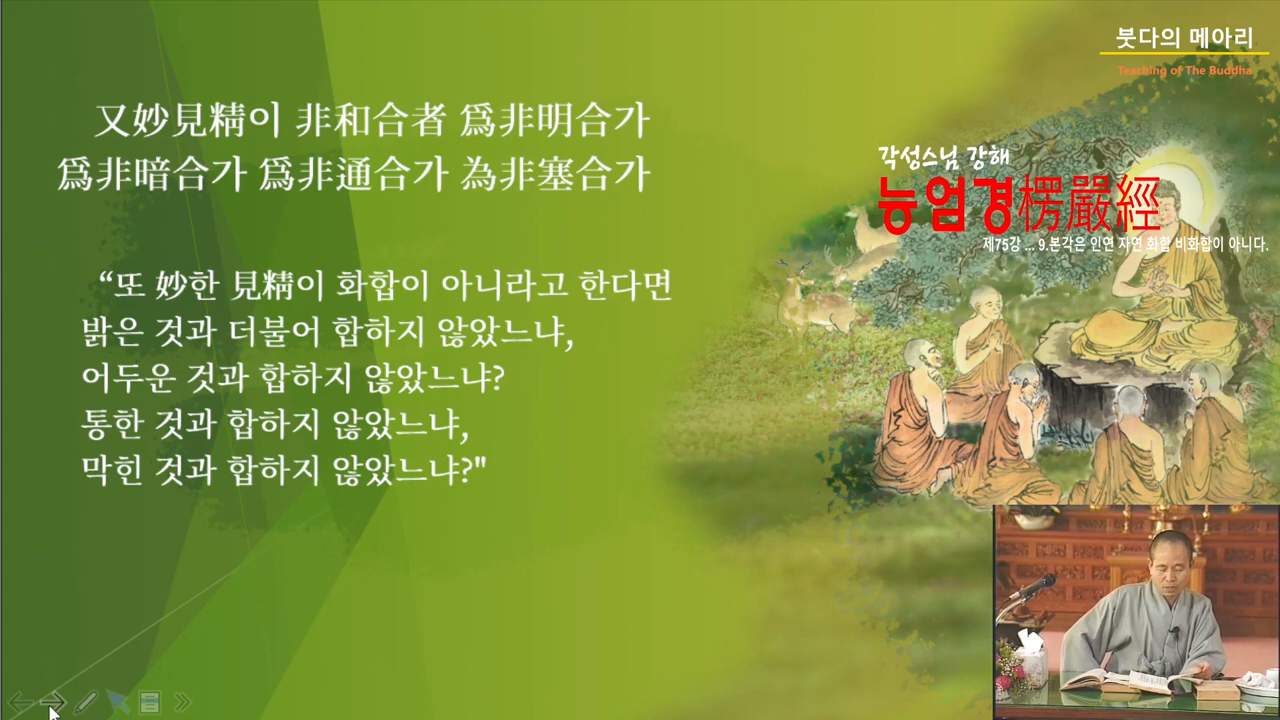 又妙見精이 非和合者 爲非明合가
爲非暗合가 爲非通合가 為非塞合가
“또 妙한 見精이 화합이 아니라고 한다면
밝은 것과 더불어 합하지 않았느냐,
어두운 것과 합하지 않았느냐?
통한 것과 합하지 않았느냐,
막힌 것과 합하지 않았느냐?"
붓다의 메아리
Teaching of The Buddha
각성스님 강해
능엄경楞嚴經
제75강 ... 9.본각은 인연 자연 화합 비화합이 아니다.